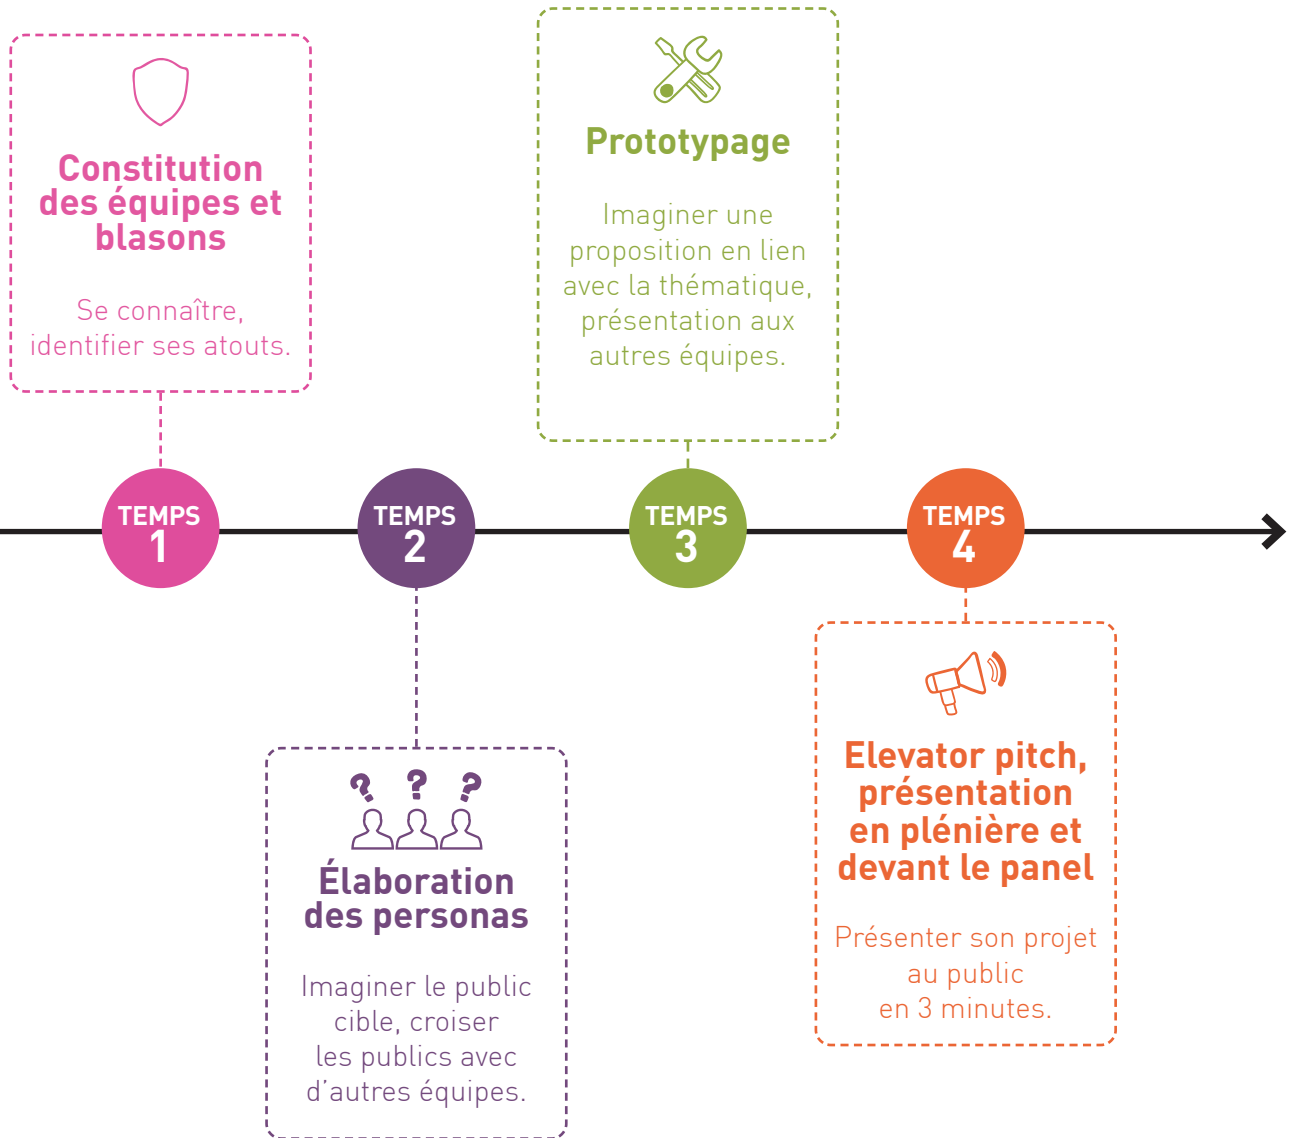 Constitution
des équipes et
blasons
Se connaître,
identifier ses atouts.
Prototypage
Imaginer une
proposition en lien
avec la thématique,
présentation aux
autres équipes.
TEMPS
1
TEMPS
2
TEMPS
3
TEMPS
4
? ? ?
Élaboration
des personas
Imaginer le public
cible, croiser
les publics avec
d'autres équipes.
Elevator pitch,
présentation
en plénière et
devant le panel
Présenter son projet
au public
en 3 minutes.